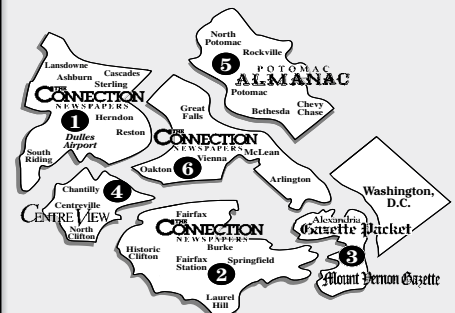 North
Potomac
Rockville
5
POTOMAC
ALMANAC
Potomac
Bethesda
Chevy
Chase
Lansdowne
Ashburn
Cascades
Sterling
THE
CONNECTION
NEWSPAPERS
1
Herndon
Dulles
Airport
Reston
South
Riding
Great
Falls
THE
CONNECTION
NEWSPAPERS
McLean
Vienna
Oakton
6
Arlington
Chantilly
4
Centreville
CENTRE VIEW
North
Clifton
Washington,
D.C.
Fairfax
THE
CONNECTION
NEWSPAPERS
Burke
Historic
Clifton
Fairfax
Station
2
Springfield
Laurel
Hill
Alexandria
Gazette Packet
3
Mount Vernon Gazette